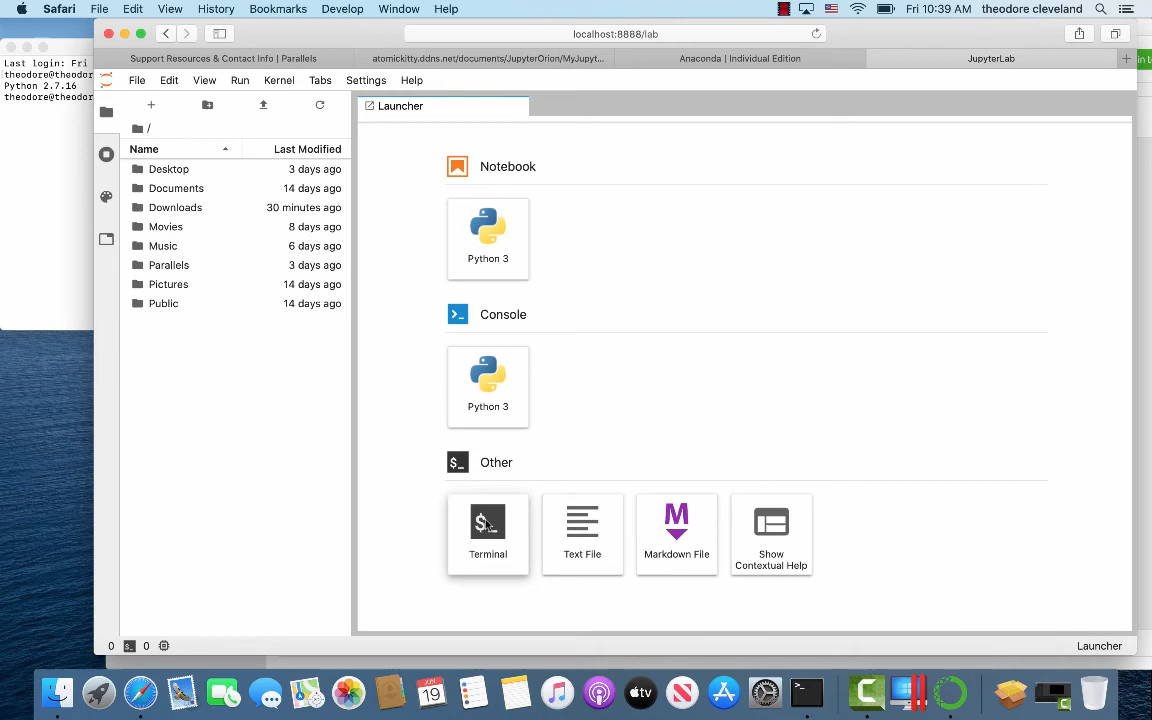 Safari File Edit View History Bookmarks Develop Window Help Fri 10:39 AM theodore cleveland
localhost:8888/lab
Last login: Fri
theodore@theodor
Python 2.7.16
theodore@theodor
Support Resources & Contact Info | Parallels atomickitty.ddns.net/documents/JupyterOrion/MyJupyt... Anaconda | Individual Edition JupyterLab +
File Edit View Run Kernel Tabs Settings Help
Launcher
/
Name Last Modified
Desktop 3 days ago
Documents 14 days ago
Downloads 30 minutes ago
Movies 8 days ago
Music 6 days ago
Parallels 3 days ago
Pictures 14 days ago
Public 14 days ago
Notebook
Python 3
Console
>_
Python 3
$_ Other
$_
Terminal
Text File
M
Markdown File
Show
Contextual Help
0 $_ 0 Launcher
JUN
19
tv
>_
C
C